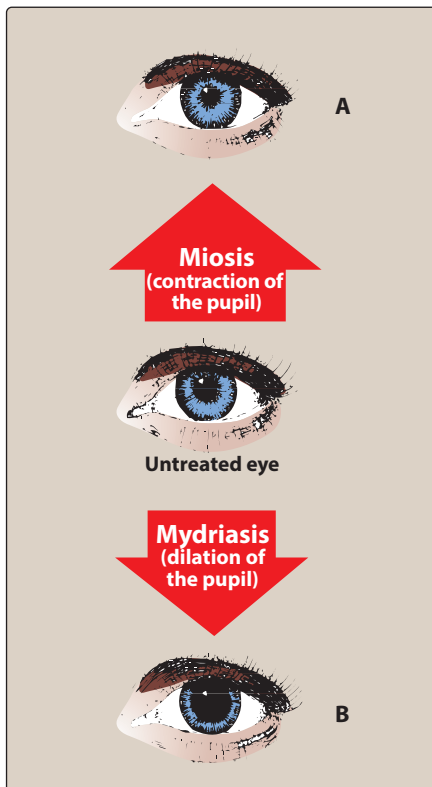 A
Miosis
(contraction of
the pupil)
Untreated eye
Mydriasis
(dilation of
the pupil)
B